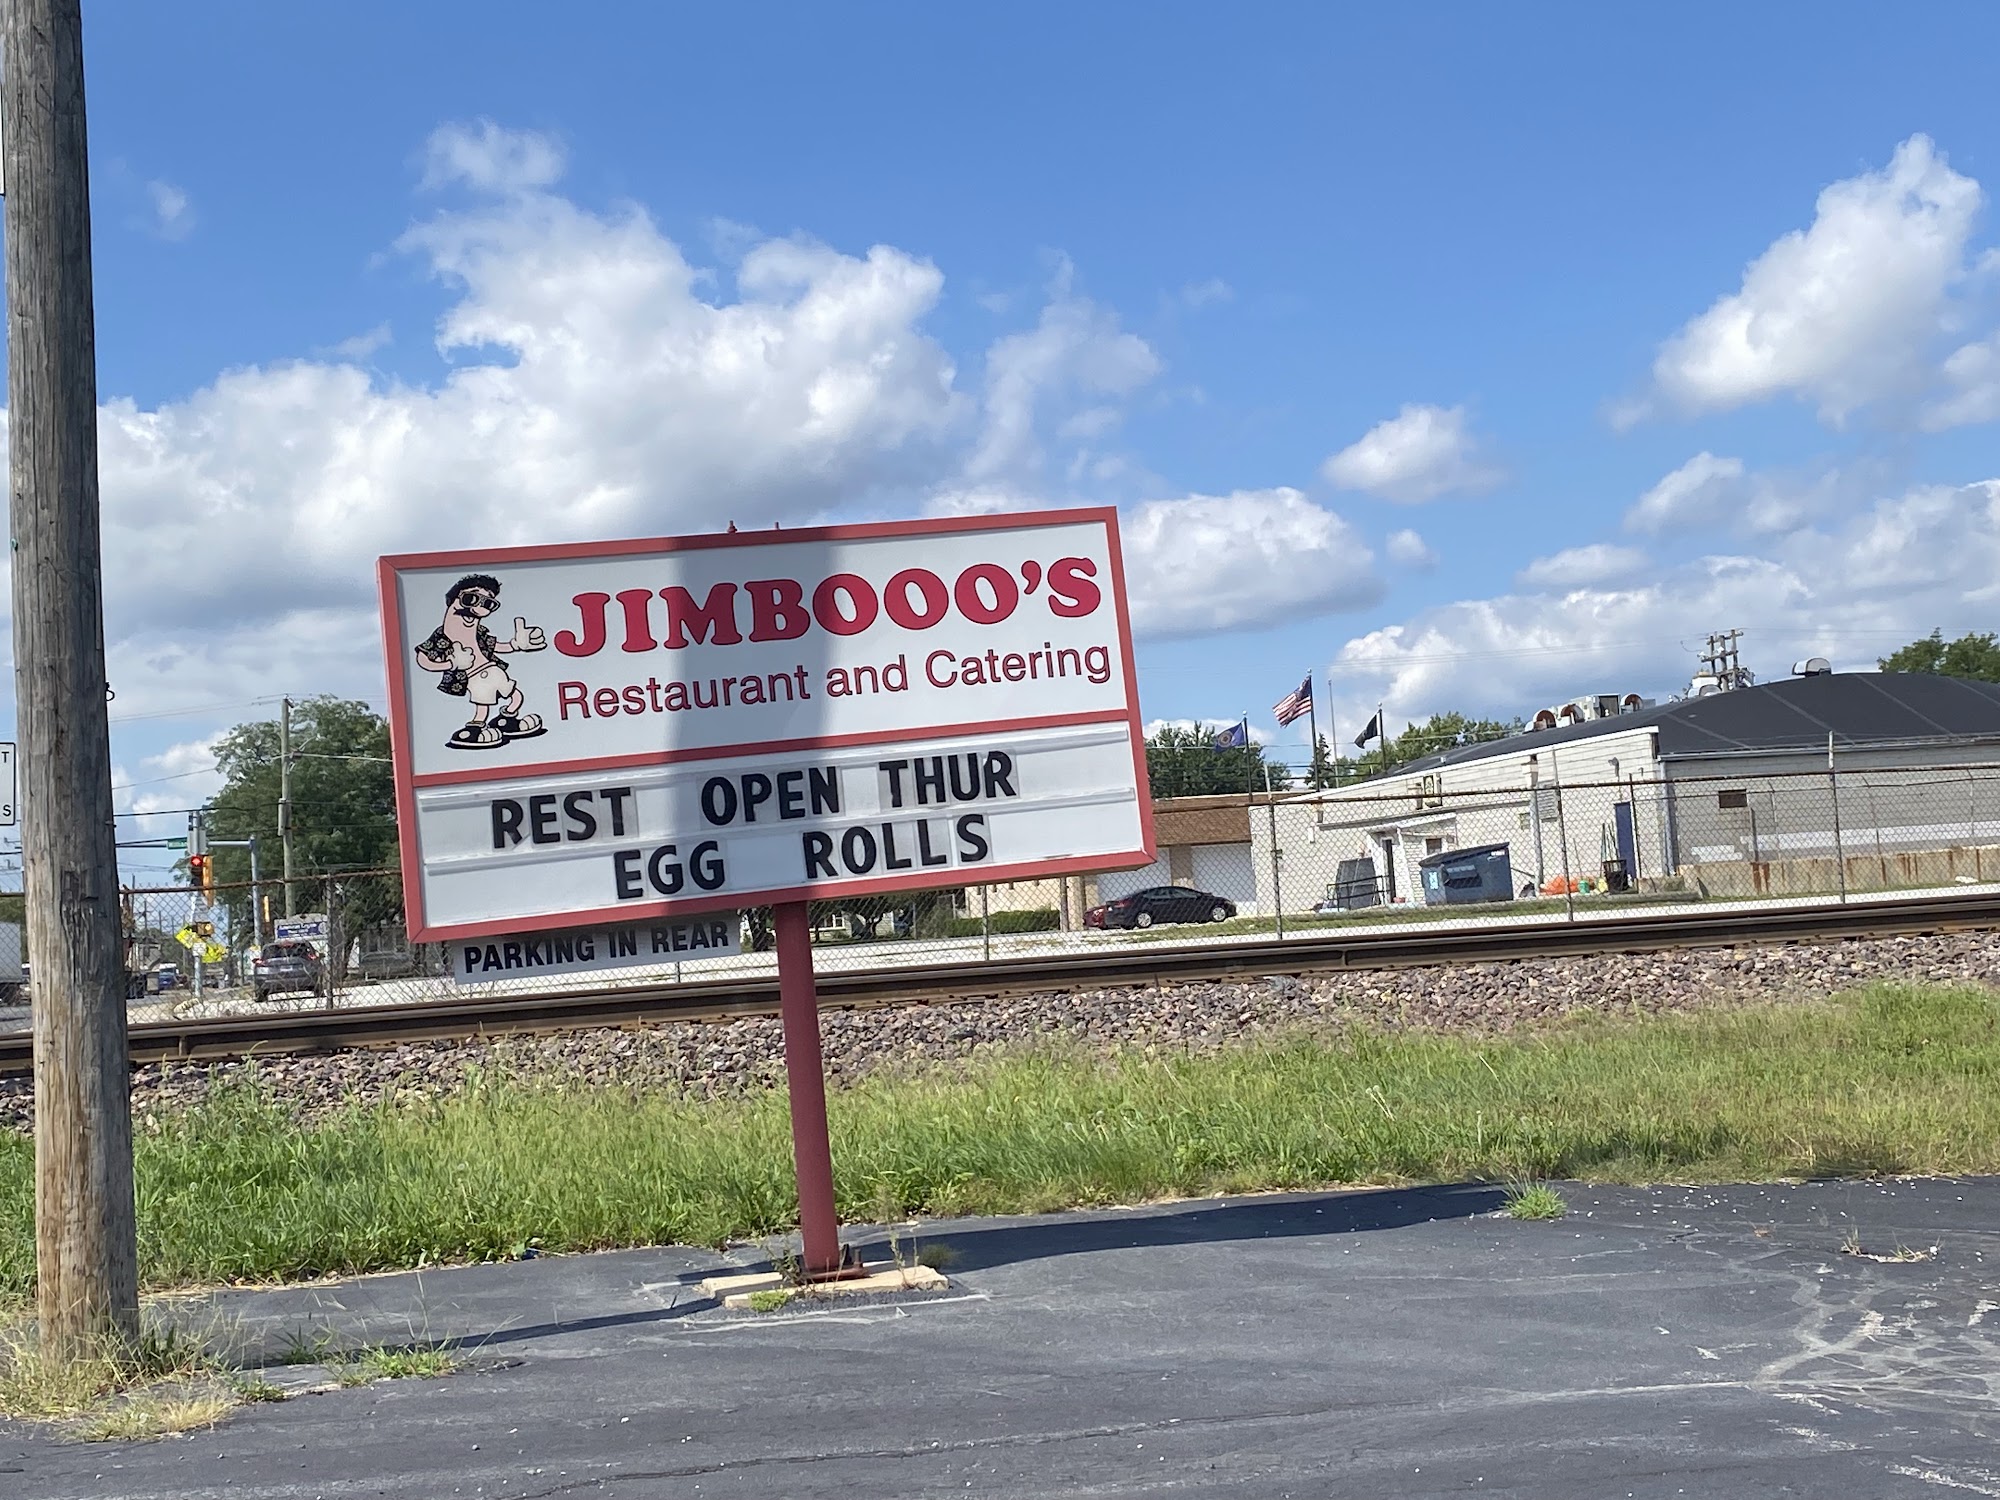 JIMBOOO'S
Restaurant and Catering
REST OPEN THUR
EGG ROLLS
PARKING IN REAR
T
S